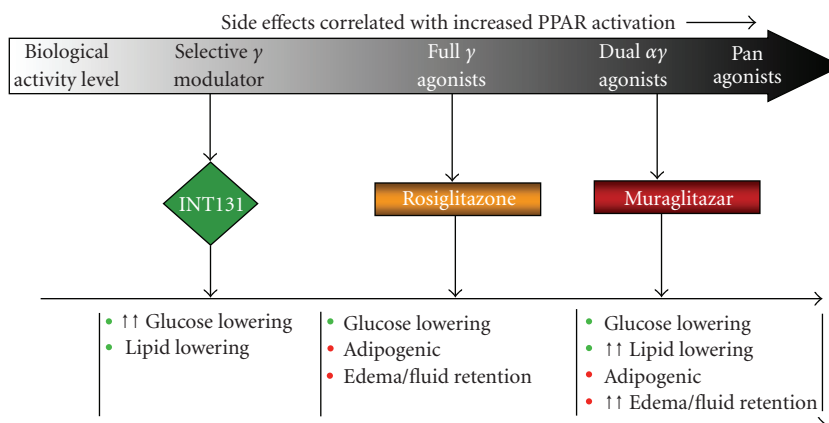 Side effects correlated with increased PPAR activation
Biological
activity level
Selective γ
modulator
Full γ
agonists
Dual αγ
agonists
Pan
agonists
INT131
Rosiglitazone
Muraglitazar
• ↑↑ Glucose lowering
• Lipid lowering
• Glucose lowering
• Adipogenic
• Edema/fluid retention
• Glucose lowering
• ↑↑ Lipid lowering
• Adipogenic
• ↑↑ Edema/fluid retention